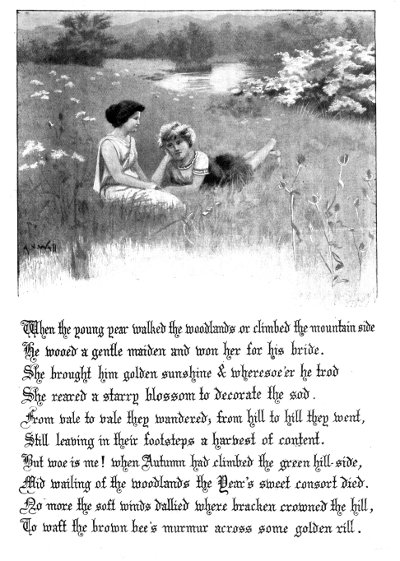 When the young year walked the woodlands or climbed the mountain side
He wooed a gentle maiden and won her for his bride.
She brought him golden sunshine & wheresoe'er he trod
She reared a starry blossom to decorate the sod.
From vale to vale they wandered; from hill to hill they went,
Still leaving in their footsteps a harvest of content.
But woe is me! when Autumn had climbed the green hill-side,
Mid wailing of the woodlands the Year's sweet consort died.
No more the soft winds dallied where bracken crowned the hill,
To waft the brown bee's murmur across some golden rill.